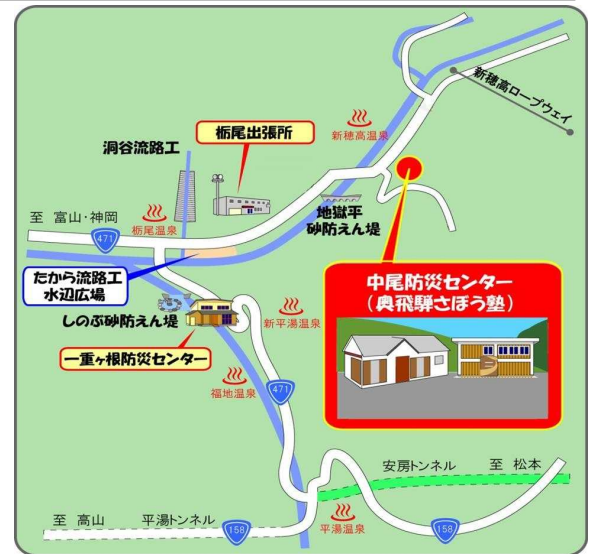 新穂高ロープウェイ
新穂高温泉
栃尾出張所
洞谷流路工
地獄平
砂防えん堤
至 富山・神岡
栃尾温泉
471
たから流路工
水辺広場
中尾防災センター
（奥飛騨さぼう塾）
しのぶ砂防えん堤
新平湯温泉
一重ヶ根防災センター
福地温泉
471
安房トンネル
至 松本
至 高山
平湯トンネル
158
平湯温泉
158